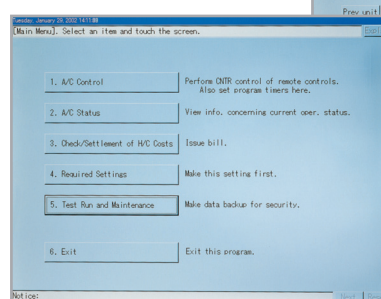 Prev unit
Tuesday, January 29, 2002 14:11:08
[Main Menu]. Select an item and touch the screen.
1. A/C Control
Perform CNTR control of remote controls.
Also set program timers here.
2. A/C Status
View info. concerning current oper. status.
3. Check/Settlement of H/C Costs
Issue bill.
4. Required Settings
Make this setting first.
5. Test Run and Maintenance
Make data backup for security.
6. Exit
Exit this program.
Notice:
Next